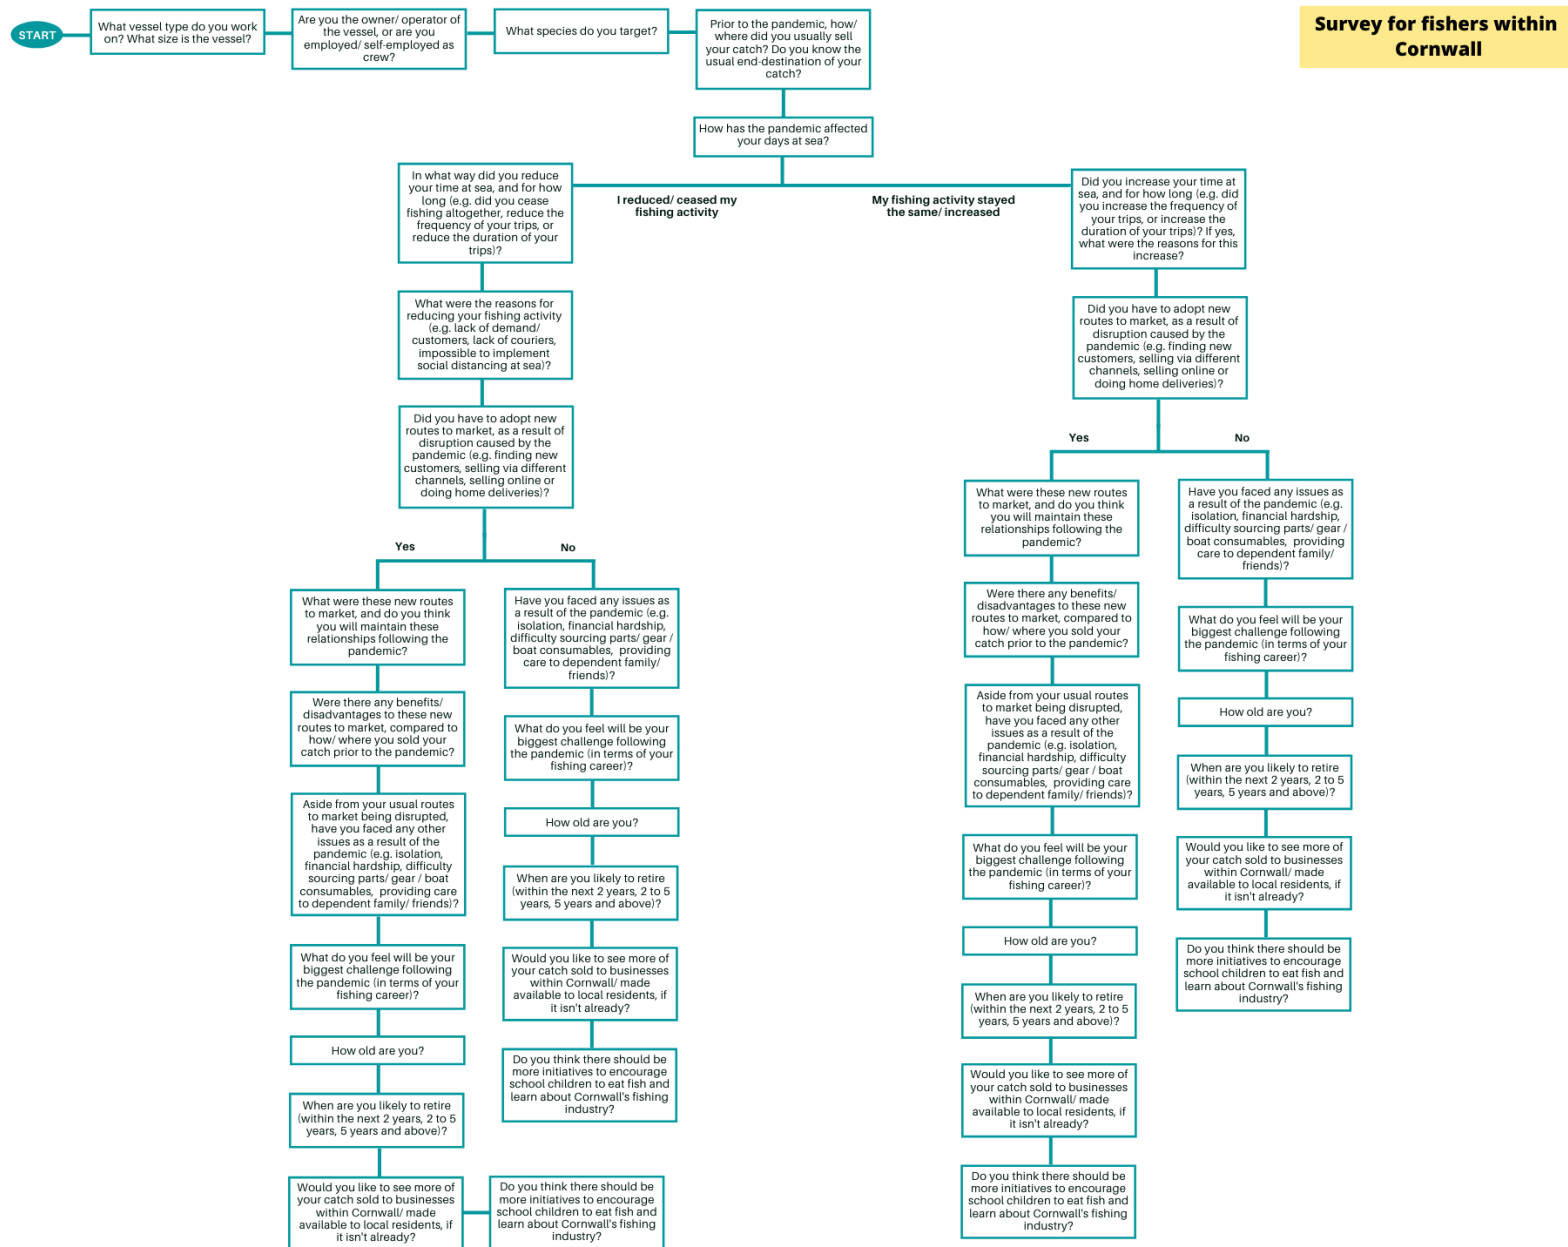 START
What vessel type do you work
on? What size is the vessel?
Are you the owner/ operator of
the vessel, or are you
employed/ self-employed as
crew?
What species do you target?
Prior to the pandemic, how/
where did you usually sell
your catch? Do you know the
usual end-destination of your
catch?
Survey for fishers within
Cornwall
How has the pandemic affected
your days at sea?
I reduced/ ceased my
fishing activity
My fishing activity stayed
the same/ increased
In what way did you reduce
your time at sea, and for how
long (e.g. did you cease
fishing altogether, reduce the
frequency of your trips, or
reduce the duration of your
trips)?
What were the reasons for
reducing your fishing activity
(e.g. lack of demand/
customers, lack of couriers,
impossible to implement
social distancing at sea)?
Did you have to adopt new
routes to market, as a result of
disruption caused by the
pandemic (e.g. finding new
customers, selling via different
channels, selling online or
doing home deliveries)?
Yes
No
What were these new routes
to market, and do you think
you will maintain these
relationships following the
pandemic?
Were there any benefits/
disadvantages to these new
routes to market, compared to
how/ where you sold your
catch prior to the pandemic?
Aside from your usual routes
to market being disrupted,
have you faced any other
issues as a result of the
pandemic (e.g. isolation,
financial hardship, difficulty
sourcing parts/ gear / boat
consumables, providing care
to dependent family/ friends)?
What do you feel will be your
biggest challenge following
the pandemic (in terms of your
fishing career)?
How old are you?
When are you likely to retire
(within the next 2 years, 2 to 5
years, 5 years and above)?
Would you like to see more of
your catch sold to businesses
within Cornwall/ made
available to local residents, if
it isn't already?
Do you think there should be
more initiatives to encourage
school children to eat fish and
learn about Cornwall's fishing
industry?
Have you faced any issues as
a result of the pandemic (e.g.
isolation, financial hardship,
difficulty sourcing parts/ gear /
boat consumables, providing
care to dependent family/
friends)?
What do you feel will be your
biggest challenge following
the pandemic (in terms of your
fishing career)?
How old are you?
When are you likely to retire
(within the next 2 years, 2 to 5
years, 5 years and above)?
Would you like to see more of
your catch sold to businesses
within Cornwall/ made
available to local residents, if
it isn't already?
Do you think there should be
more initiatives to encourage
school children to eat fish and
learn about Cornwall's fishing
industry?
Did you increase your time at
sea, and for how long (e.g. did
you increase the frequency of
your trips, or increase the
duration of your trips)? If yes,
what were the reasons for this
increase?
Did you have to adopt new
routes to market, as a result of
disruption caused by the
pandemic (e.g. finding new
customers, selling via different
channels, selling online or
doing home deliveries)?
Yes
No
What were these new routes
to market, and do you think
you will maintain these
relationships following the
pandemic?
Were there any benefits/
disadvantages to these new
routes to market, compared to
how/ where you sold your
catch prior to the pandemic?
Aside from your usual routes
to market being disrupted,
have you faced any other
issues as a result of the
pandemic (e.g. isolation,
financial hardship, difficulty
sourcing parts/ gear / boat
consumables, providing care
to dependent family/ friends)?
What do you feel will be your
biggest challenge following
the pandemic (in terms of your
fishing career)?
How old are you?
When are you likely to retire
(within the next 2 years, 2 to 5
years, 5 years and above)?
Would you like to see more of
your catch sold to businesses
within Cornwall/ made
available to local residents, if
it isn't already?
Do you think there should be
more initiatives to encourage
school children to eat fish and
learn about Cornwall's fishing
industry?
Have you faced any issues as
a result of the pandemic (e.g.
isolation, financial hardship,
difficulty sourcing parts/ gear /
boat consumables, providing
care to dependent family/
friends)?
What do you feel will be your
biggest challenge following
the pandemic (in terms of your
fishing career)?
How old are you?
When are you likely to retire
(within the next 2 years, 2 to 5
years, 5 years and above)?
Would you like to see more of
your catch sold to businesses
within Cornwall/ made
available to local residents, if
it isn't already?
Do you think there should be
more initiatives to encourage
school children to eat fish and
learn about Cornwall's fishing
industry?